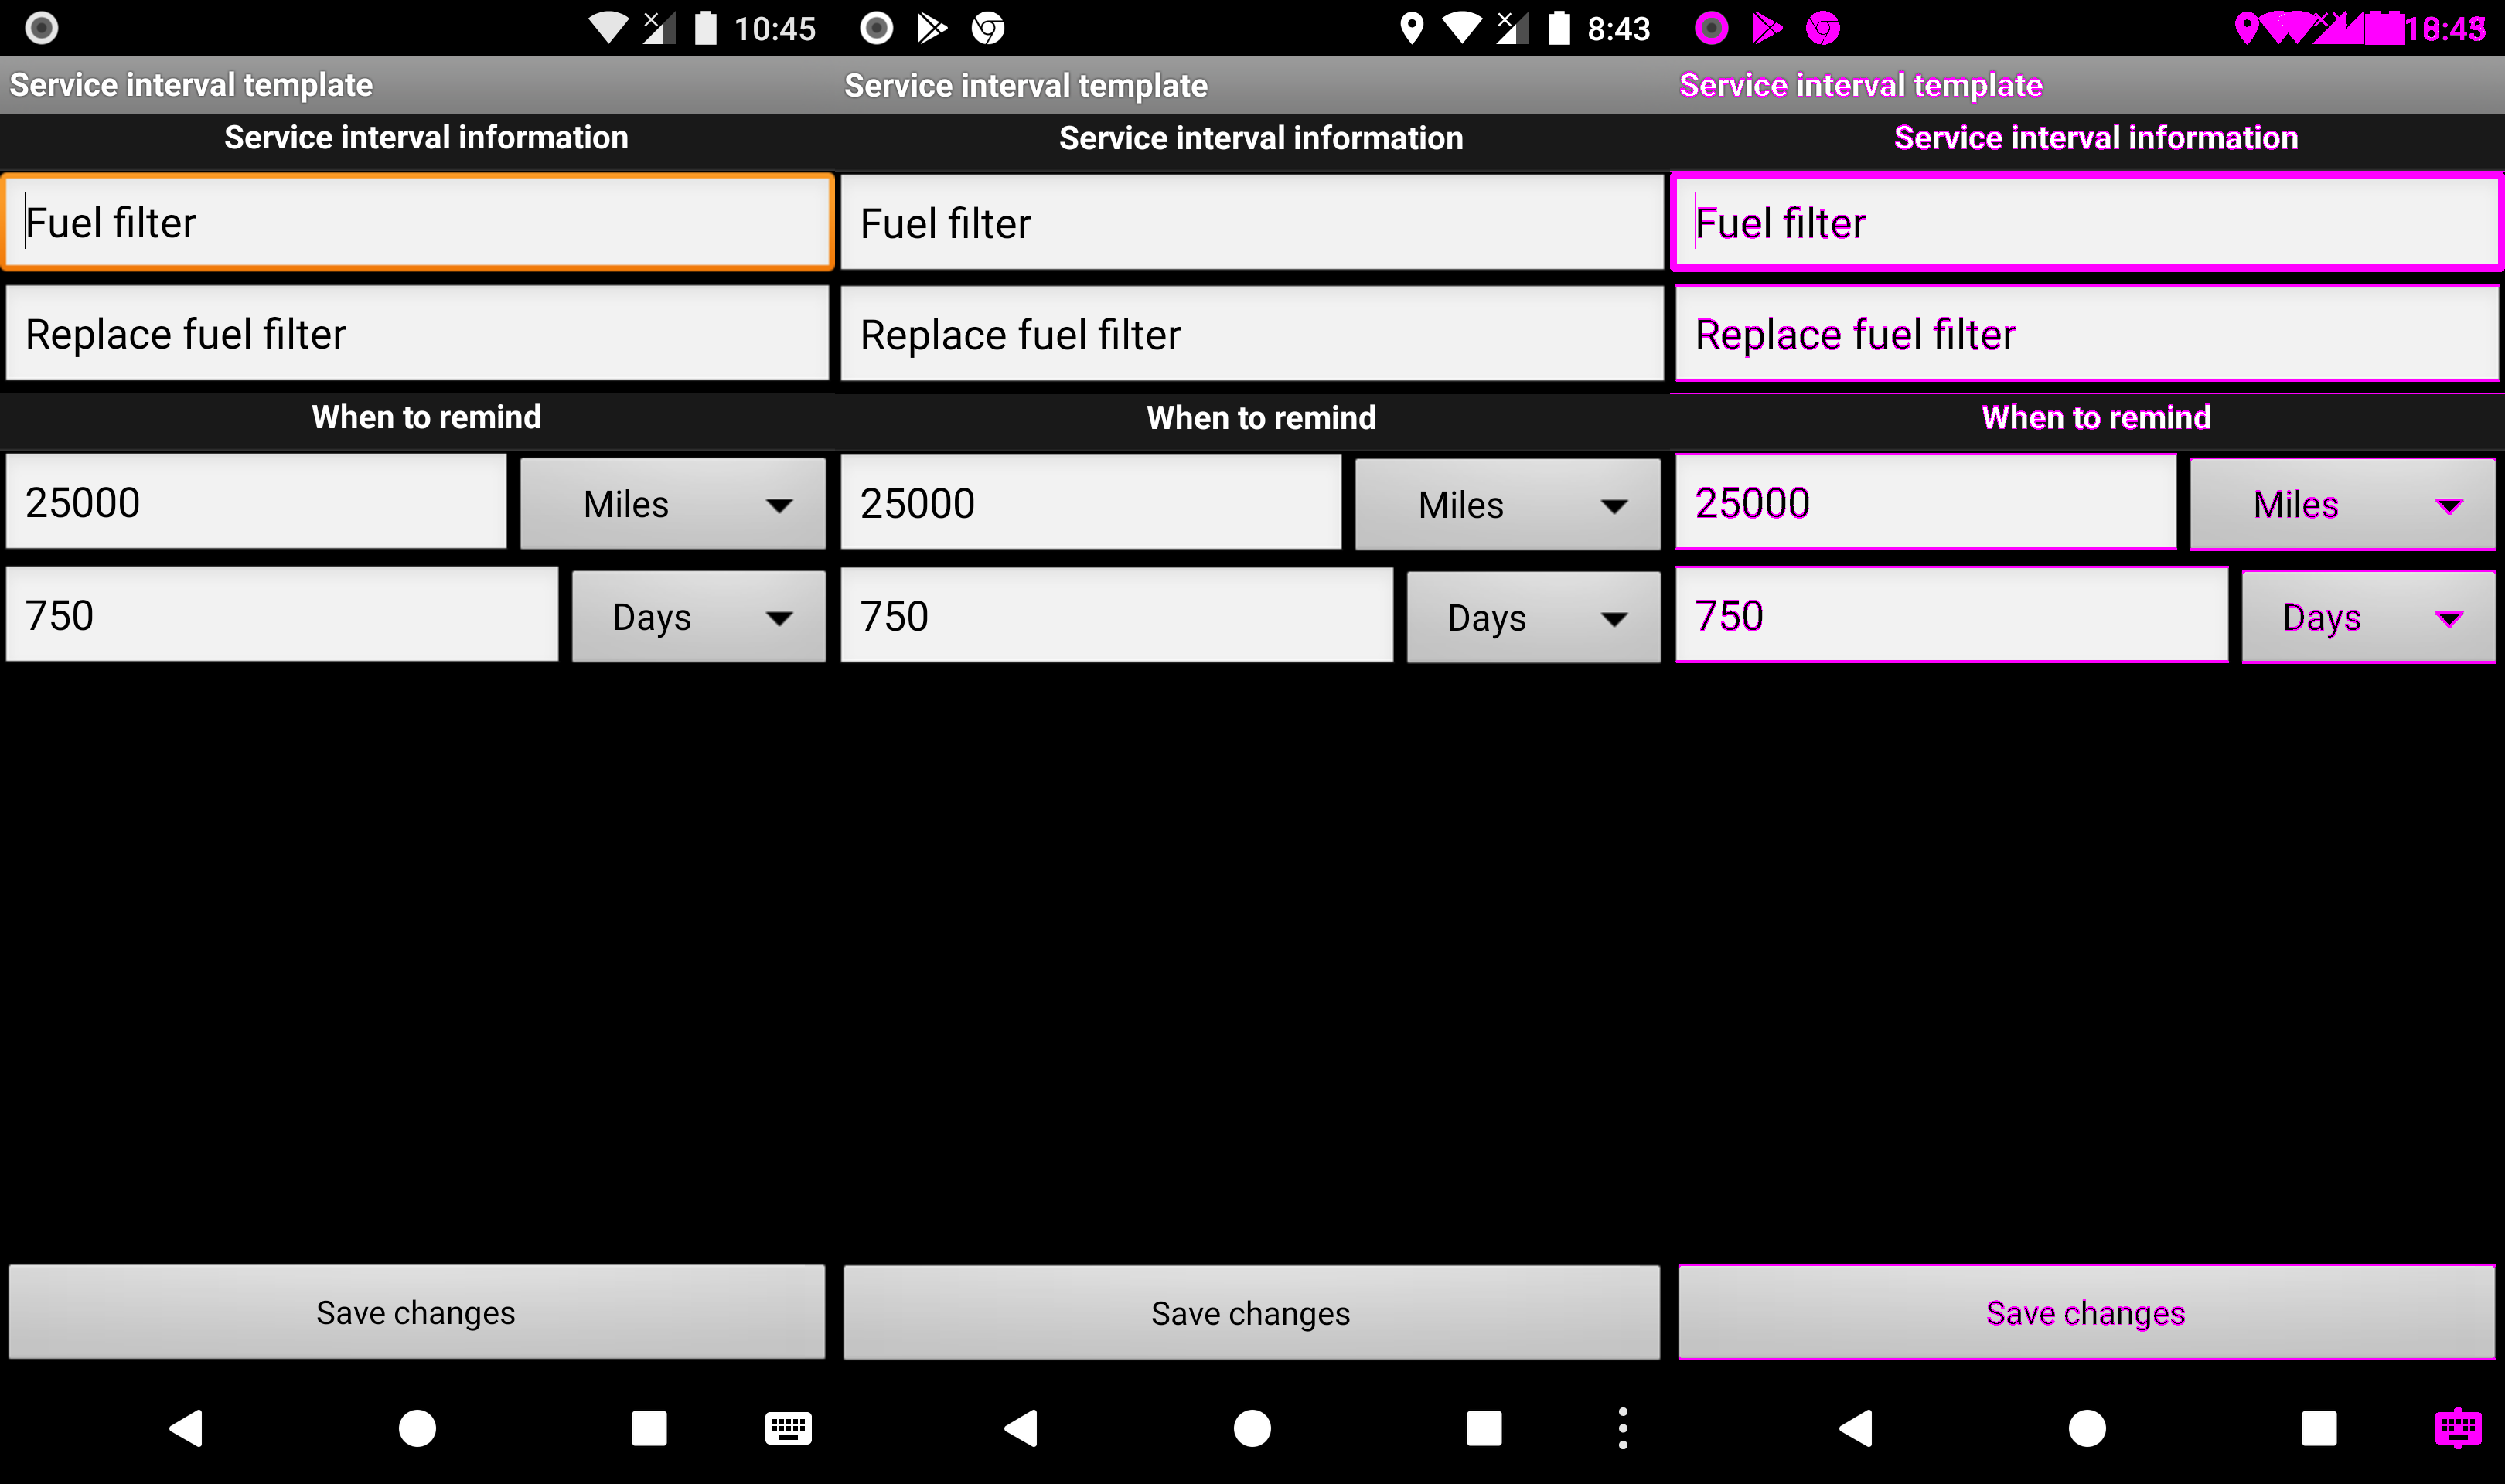 10:45
Service interval template
Service interval information
Fuel filter
Replace fuel filter
When to remind
25000 Miles
750 Days
Save changes
8:43
Service interval template
Service interval information
Fuel filter
Replace fuel filter
When to remind
25000 Miles
750 Days
Save changes
Service interval template
Service interval information
Fuel filter
Replace fuel filter
When to remind
25000 Miles
750 Days
Save changes